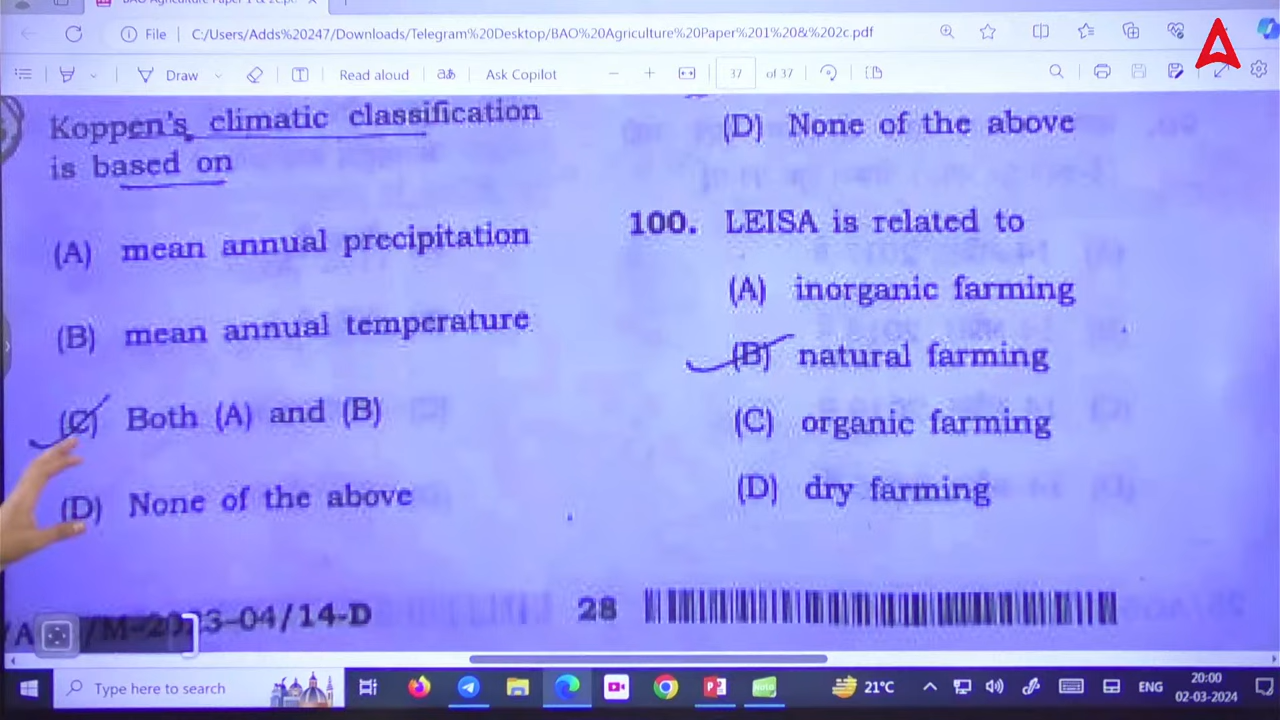 File
C:/Users/Adds%20247/Downloads/Telegram%20Desktop/BAO%20Agriculture%20Paper%201%20&%202c.pdf
Draw
Read aloud
Ask Copilot
37 of 37
Koppen's climatic classification
is based on
(A) mean annual precipitation
(B) mean annual temperature
(C) Both (A) and (B)
(D) None of the above
(D) None of the above
100. LEISA is related to
(A) inorganic farming
(B) natural farming
(C) organic farming
(D) dry farming
/M-2023-04/14-D
28
Type here to search
21°C
ENG
20:00
02-03-2024